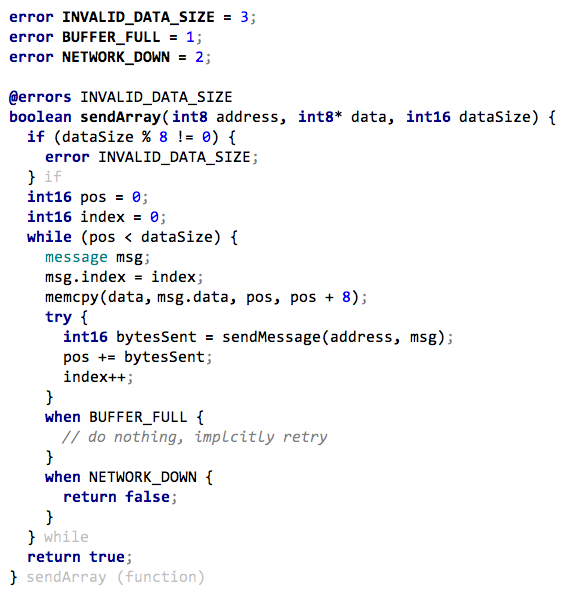 error INVALID_DATA_SIZE = 3;
error BUFFER_FULL = 1;
error NETWORK_DOWN = 2;
@errors INVALID_DATA_SIZE
boolean sendArray(int8 address, int8* data, int16 dataSize) {
if (dataSize % 8 != 0) {
error INVALID_DATA_SIZE;
} if
int16 pos = 0;
int16 index = 0;
while (pos < dataSize) {
message msg;
msg.index = index;
memcpy(data, msg.data, pos, pos + 8);
try {
int16 bytesSent = sendMessage(address, msg);
pos += bytesSent;
index++;
}
when BUFFER_FULL {
// do nothing, implcitly retry
}
when NETWORK_DOWN {
return false;
}
} while
return true;
} sendArray (function)